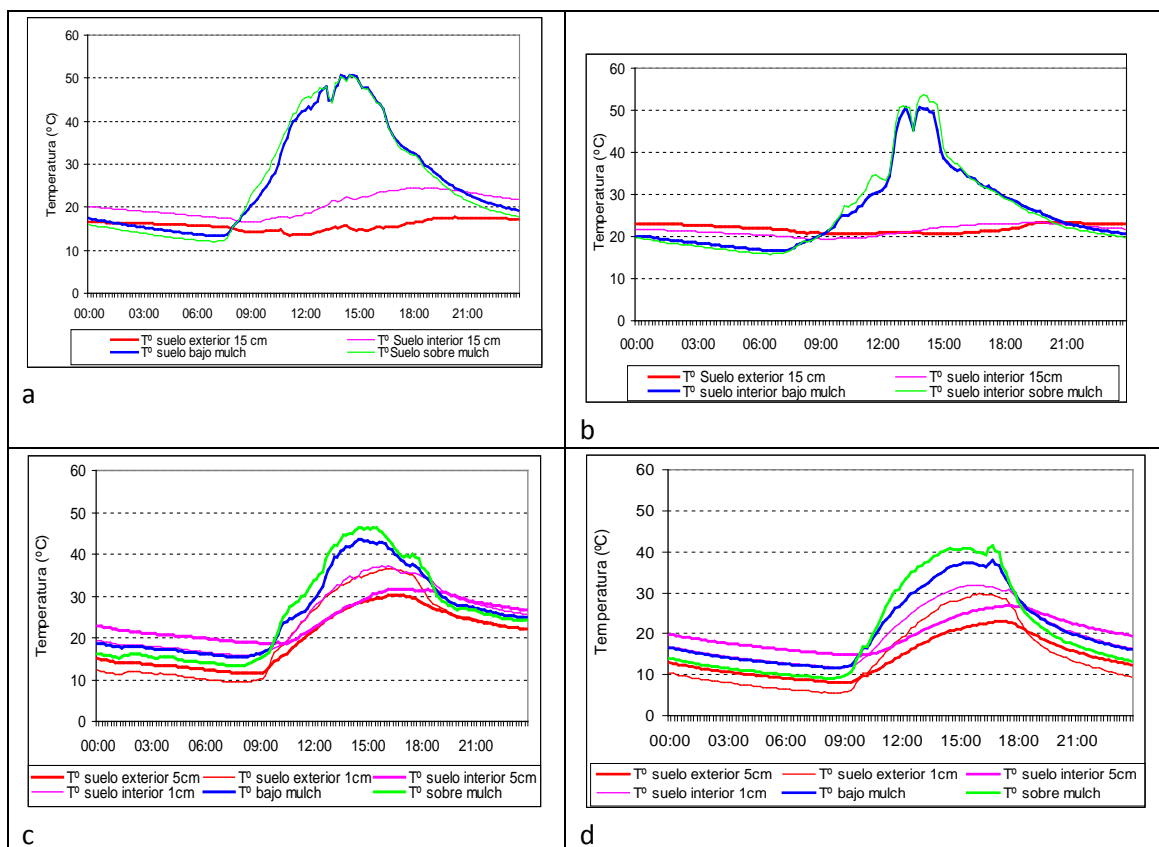 60
50
40
30
20
10
0
Temperatura (ºC)
00:00 03:00 06:00 09:00 12:00 15:00 18:00 21:00
Tº suelo exterior 15 cm Tº Suelo interior 15 cm
Tº suelo bajo mulch TºSuelo sobre mulch
a
60
50
40
30
20
10
0
Temperatura (ºC)
00:00 03:00 06:00 09:00 12:00 15:00 18:00 21:00
Tº Suelo exterior 15 cm Tº suelo interior 15cm
Tº suelo interior bajo mulch Tº suelo interior sobre mulch
b
60
50
40
30
20
10
0
Temperatura (ºC)
00:00 03:00 06:00 09:00 12:00 15:00 18:00 21:00
Tº suelo exterior 5cm Tº suelo exterior 1cm Tº suelo interior 5cm
Tº suelo interior 1cm Tº bajo mulch Tº sobre mulch
c
60
50
40
30
20
10
0
Temperatura (ºC)
00:00 03:00 06:00 09:00 12:00 15:00 18:00 21:00
Tº suelo exterior 5cm Tº suelo exterior 1cm Tº suelo interior 5cm
Tº suelo interior 1cm Tº bajo mulch Tº sobre mulch
d